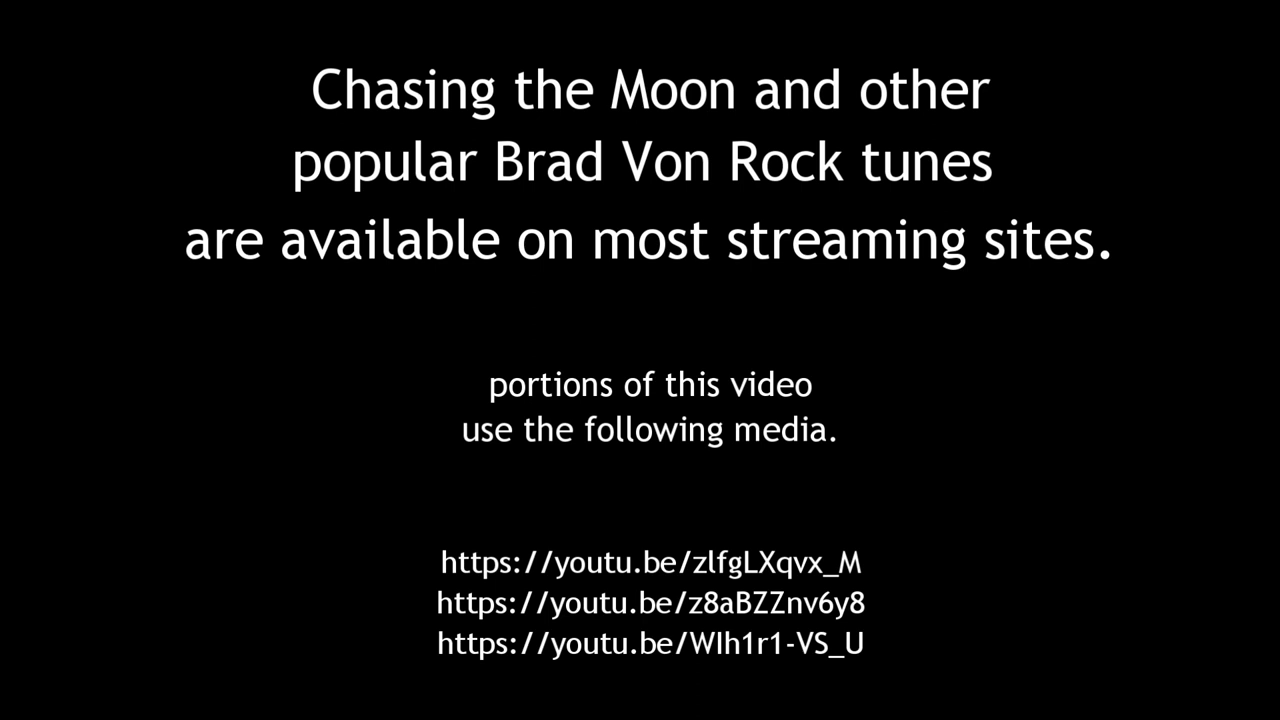 Chasing the Moon and other
popular Brad Von Rock tunes
are available on most streaming sites.
portions of this video
use the following media.
https://youtu.be/zlfgLXqvx_M
https://youtu.be/z8aBZZnv6y8
https://youtu.be/WIh1r1-VS_U